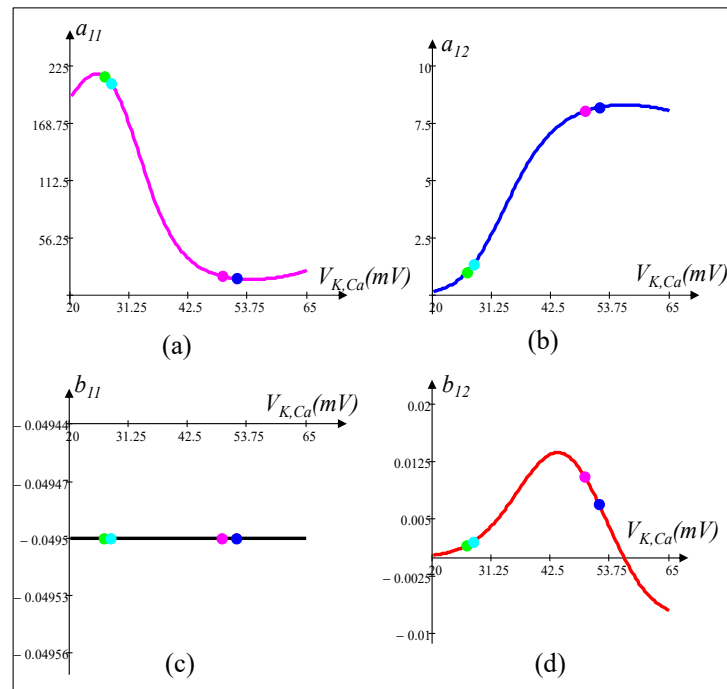 a11
225
168.75
112.5
56.25
20 31.25 42.5 53.75 65
V_K,Ca(mV)
(a)
a12
10
7.5
5
2.5
20 31.25 42.5 53.75 65
V_K,Ca(mV)
(b)
b11
V_K,Ca(mV)
– 0.04944
20 31.25 42.5 53.75 65
– 0.04947
– 0.0495
– 0.04953
– 0.04956
(c)
b12
0.02
0.0125
0.005
V_K,Ca(mV)
20 31.25 42.5 53.75 65
– 0.0025
– 0.01
(d)